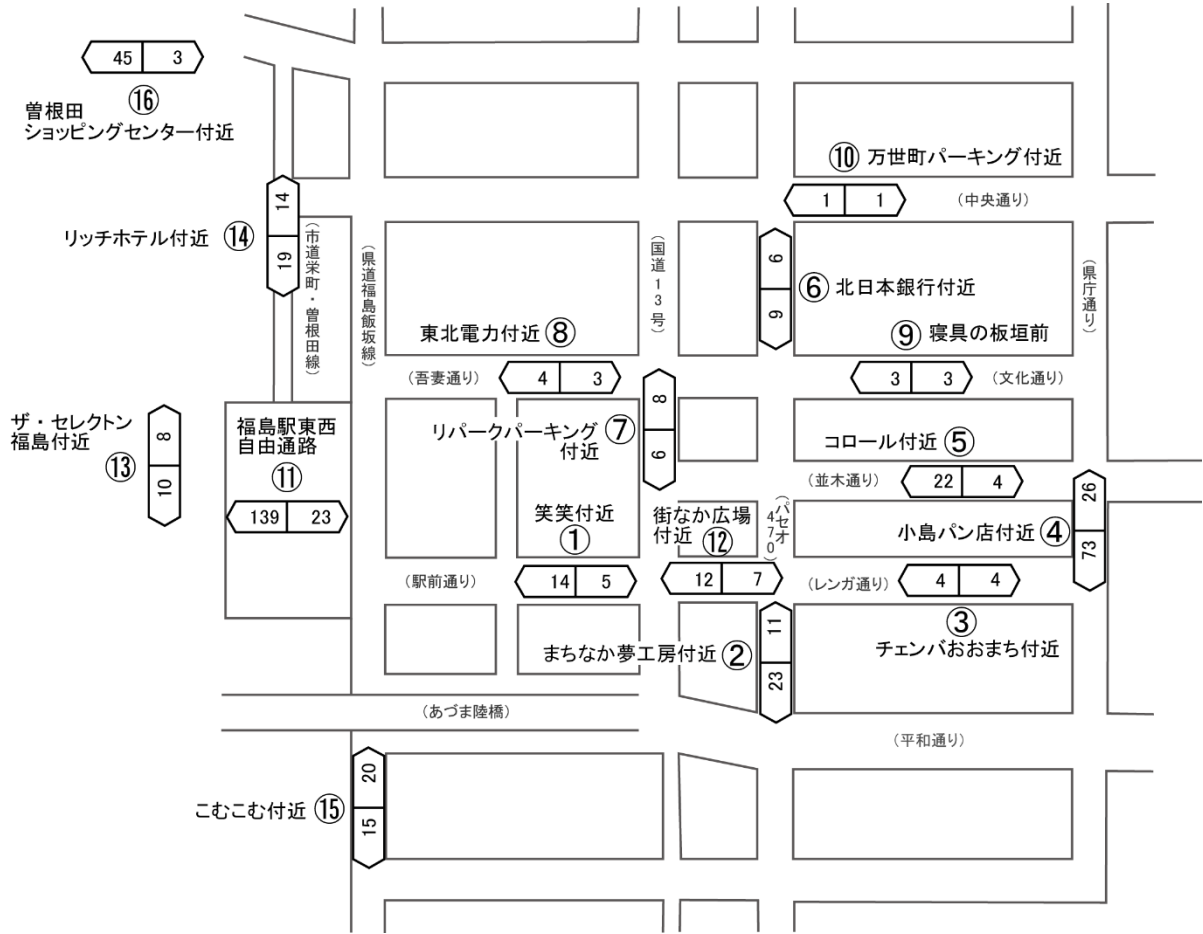 45 3
⑯
曽根田
ショッピングセンター付近
⑩ 万世町パーキング付近
1 1
(中央通り)
14
19
リッチホテル付近 ⑭
(市道栄町・曽根田線)
(県道福島飯坂線)
(国道13号)
6
9
⑥ 北日本銀行付近
(県庁通り)
東北電力付近 ⑧
⑨ 寝具の板垣前
(吾妻通り)
4 3
3 3
(文化通り)
8
6
リパークパーキング
付近
⑦
ザ・セレクトン
福島付近
⑬
8
10
福島駅東西
自由通路
⑪
139 23
コロール付近 ⑤
(並木通り)
22 4
26
73
笑笑付近
①
街なか広場
付近 ⑫
(パセオ
470)
小島パン店付近 ④
(駅前通り)
14 5
12 7
(レンガ通り)
4 4
③
チェンバおおまち付近
まちなか夢工房付近 ②
11
23
(あづま陸橋)
(平和通り)
20
15
こむこむ付近 ⑮